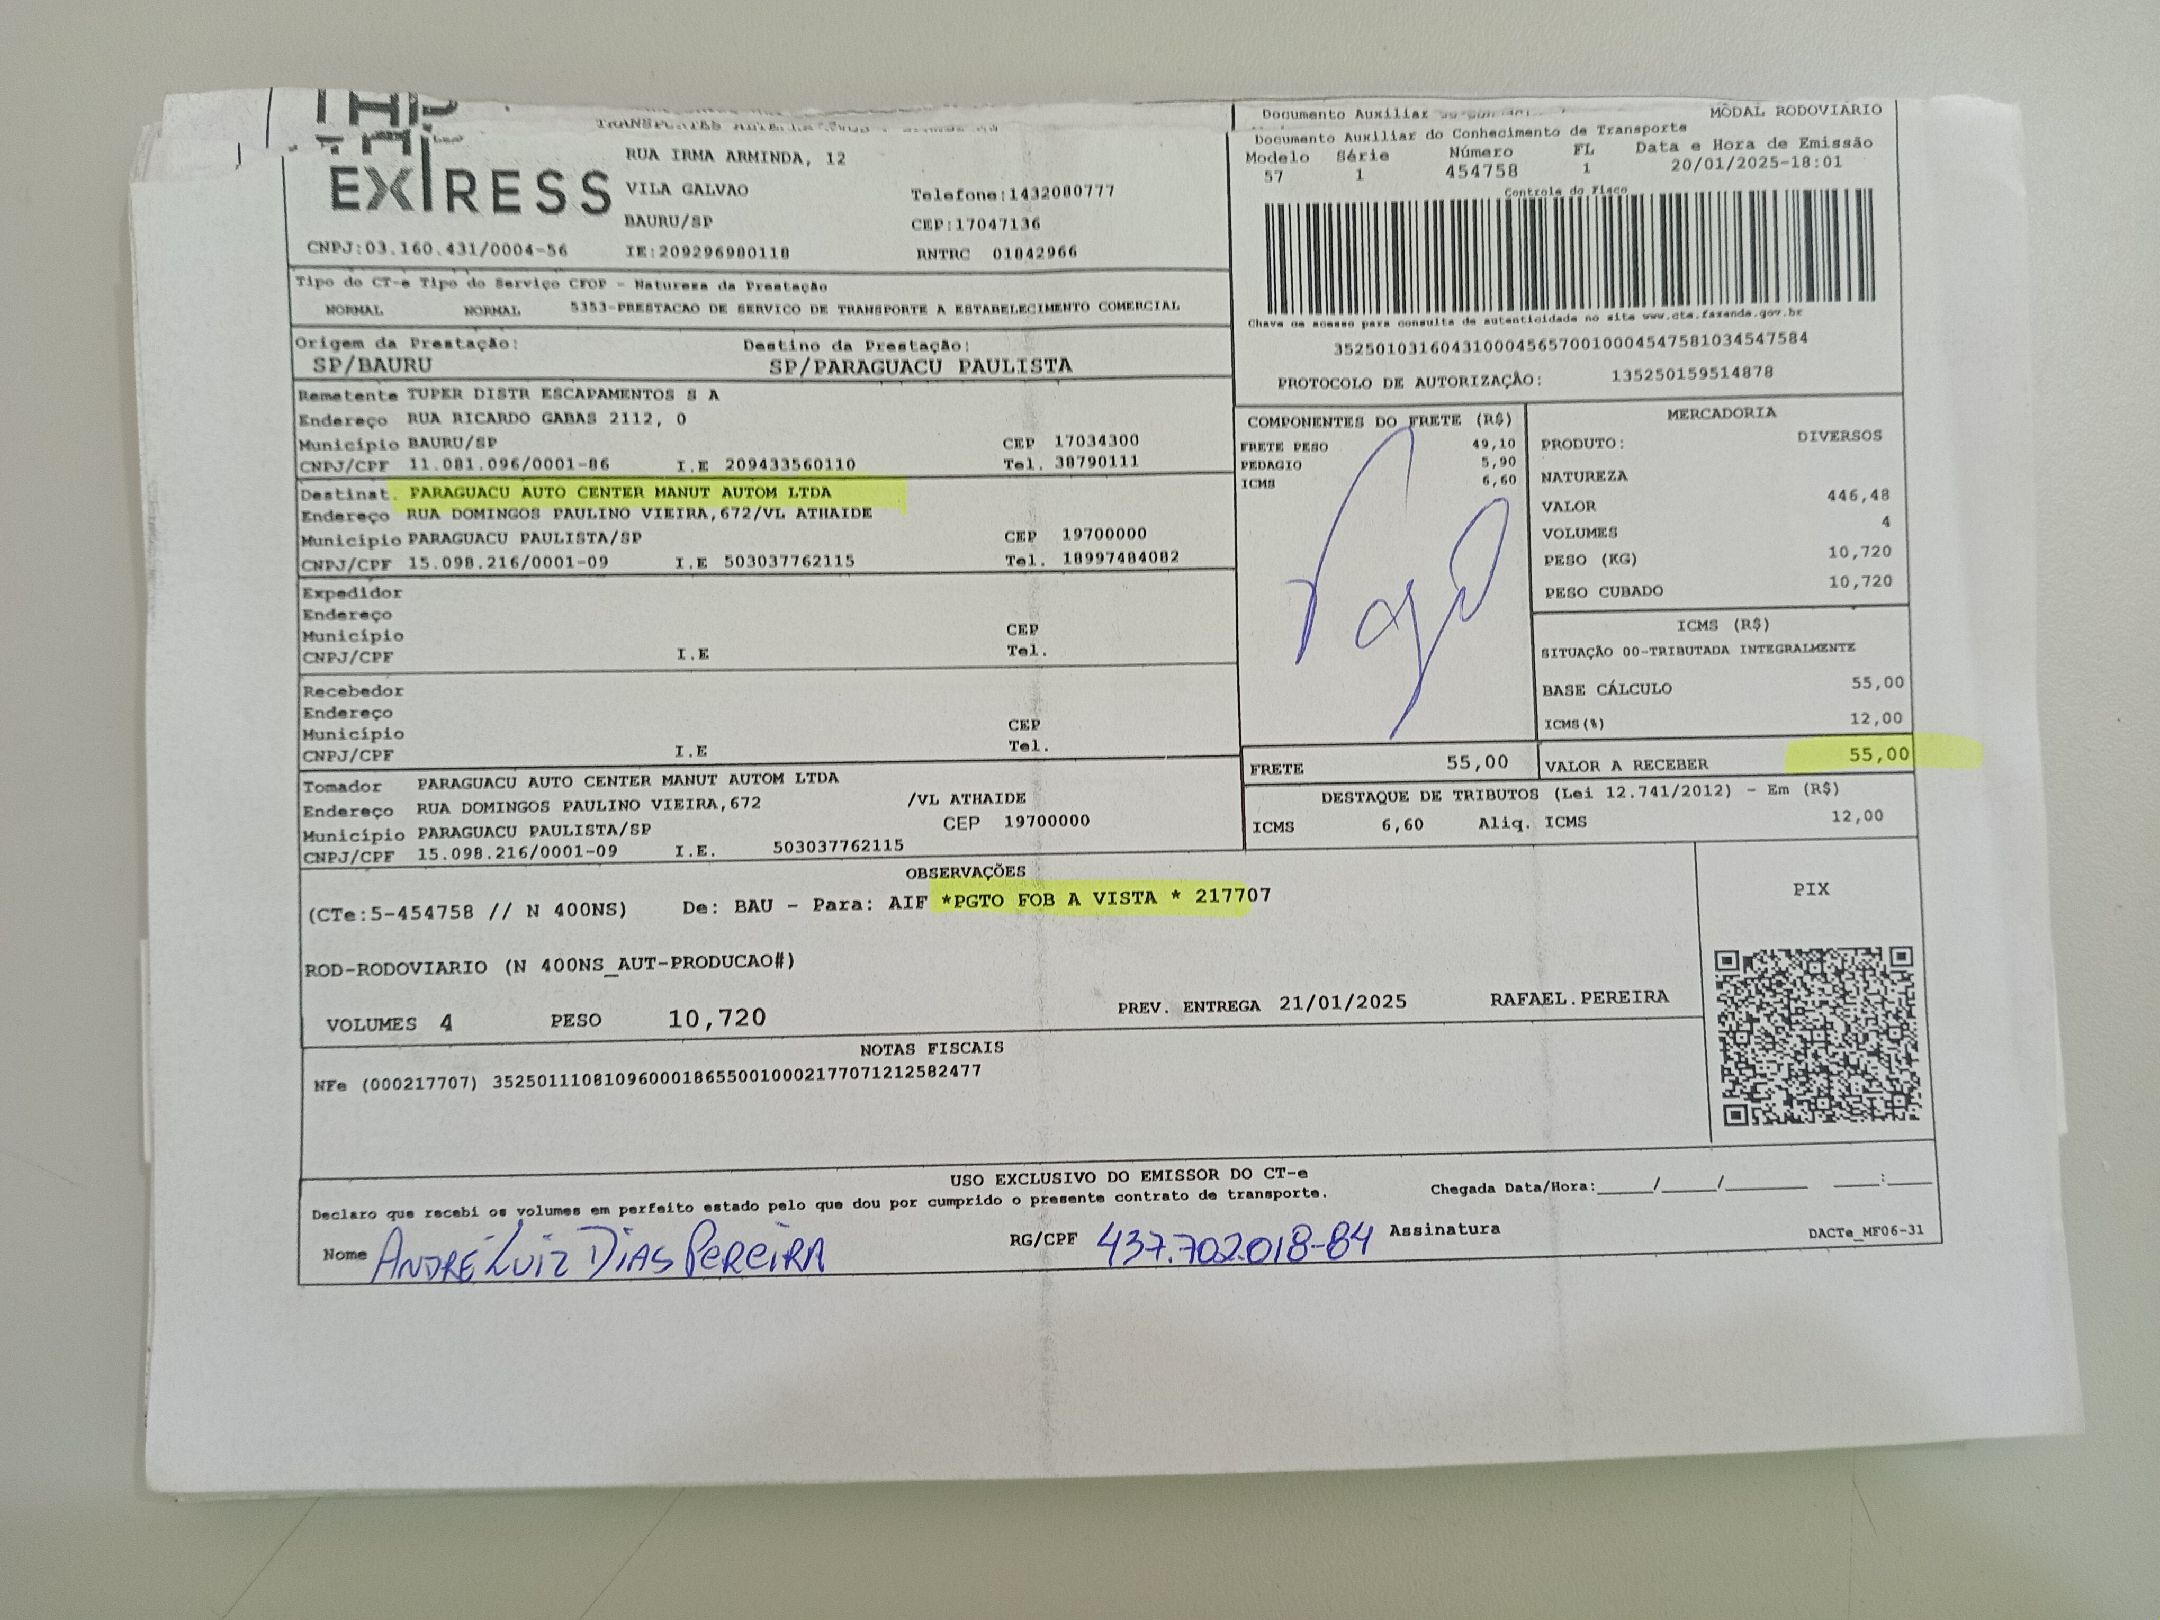 EXPRESS
RUA IRMA ARMINDA, 12
VILA GALVAO
Telefone:1432080777
BAURU/SP
CEP:17047136
CNPJ:03.160.431/0004-56
IE:209296980118
RNTRC 01842966
Tipo do CT-e Tipo do Serviço CFOP - Natureza da Prestação
NORMAL NORMAL 5353-PRESTACAO DE SERVICO DE TRANSPORTE A ESTABELECIMENTO COMERCIAL
Origem da Prestação: Destino da Prestação:
SP/BAURU SP/PARAGUACU PAULISTA
Remetente TUPER DISTR ESCAPAMENTOS S A
Endereço RUA RICARDO GABAS 2112, 0
Município BAURU/SP CEP 17034300
CNPJ/CPF 11.081.096/0001-86 I.E 209433560110 Tel. 38790111
Destinat. PARAGUACU AUTO CENTER MANUT AUTOM LTDA
Endereço RUA DOMINGOS PAULINO VIEIRA,672/VL ATHAIDE
Município PARAGUACU PAULISTA/SP CEP 19700000
CNPJ/CPF 15.098.216/0001-09 I.E 503037762115 Tel. 18997484082
Expedidor
Endereço
Município CEP
CNPJ/CPF I.E Tel.
Recebedor
Endereço
Município CEP
CNPJ/CPF I.E Tel.
Tomador PARAGUACU AUTO CENTER MANUT AUTOM LTDA
Endereço RUA DOMINGOS PAULINO VIEIRA,672 /VL ATHAIDE
Município PARAGUACU PAULISTA/SP CEP 19700000
CNPJ/CPF 15.098.216/0001-09 I.E. 503037762115
Documento Auxiliar MODAL RODOVIARIO
Documento Auxiliar do Conhecimento de Transporte
Modelo Série Número FL Data e Hora de Emissão
57 1 454758 1 20/01/2025-18:01
Controle do Fisco
Chave de acesso para consulta de autenticidade no site www.cte.fazenda.gov.br
35250103160431000456570010004547581034547584
PROTOCOLO DE AUTORIZAÇÃO: 135250159514878
COMPONENTES DO FRETE (R$)
FRETE PESO 49,10
PEDAGIO 5,90
ICMS 6,60
Pago
MERCADORIA
PRODUTO: DIVERSOS
NATUREZA
VALOR 446,48
VOLUMES 4
PESO (KG) 10,720
PESO CUBADO 10,720
ICMS (R$)
SITUAÇÃO 00-TRIBUTADA INTEGRALMENTE
BASE CÁLCULO 55,00
ICMS(%) 12,00
FRETE 55,00 VALOR A RECEBER 55,00
DESTAQUE DE TRIBUTOS (Lei 12.741/2012) - Em (R$)
ICMS 6,60 Aliq. ICMS 12,00
OBSERVAÇÕES
(CTe:5-454758 // N 400NS) De: BAU - Para: AIF *PGTO FOB A VISTA * 217707
ROD-RODOVIARIO (N 400NS_AUT-PRODUCAO#)
VOLUMES 4 PESO 10,720 PREV. ENTREGA 21/01/2025 RAFAEL.PEREIRA
PIX
NOTAS FISCAIS
NFe (000217707) 35250111081096000186550010002177071212582477
USO EXCLUSIVO DO EMISSOR DO CT-e
Declaro que recebi os volumes em perfeito estado pelo que dou por cumprido o presente contrato de transporte. Chegada Data/Hora:_____/_____/________ ____:____
Nome ANDRÉ LUIZ DIAS PEREIRA RG/CPF 437.702.018-84 Assinatura
DACTe_MF06-31